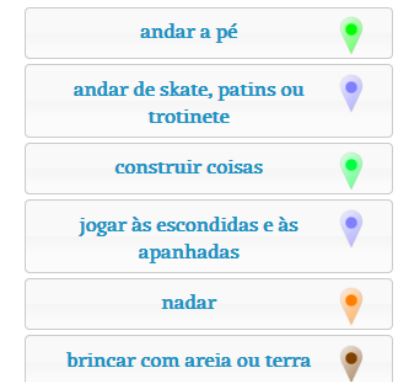 andar a pé
andar de skate, patins ou
trotinete
construir coisas
jogar às escondidas e às
apanhadas
nadar
brincar com areia ou terra